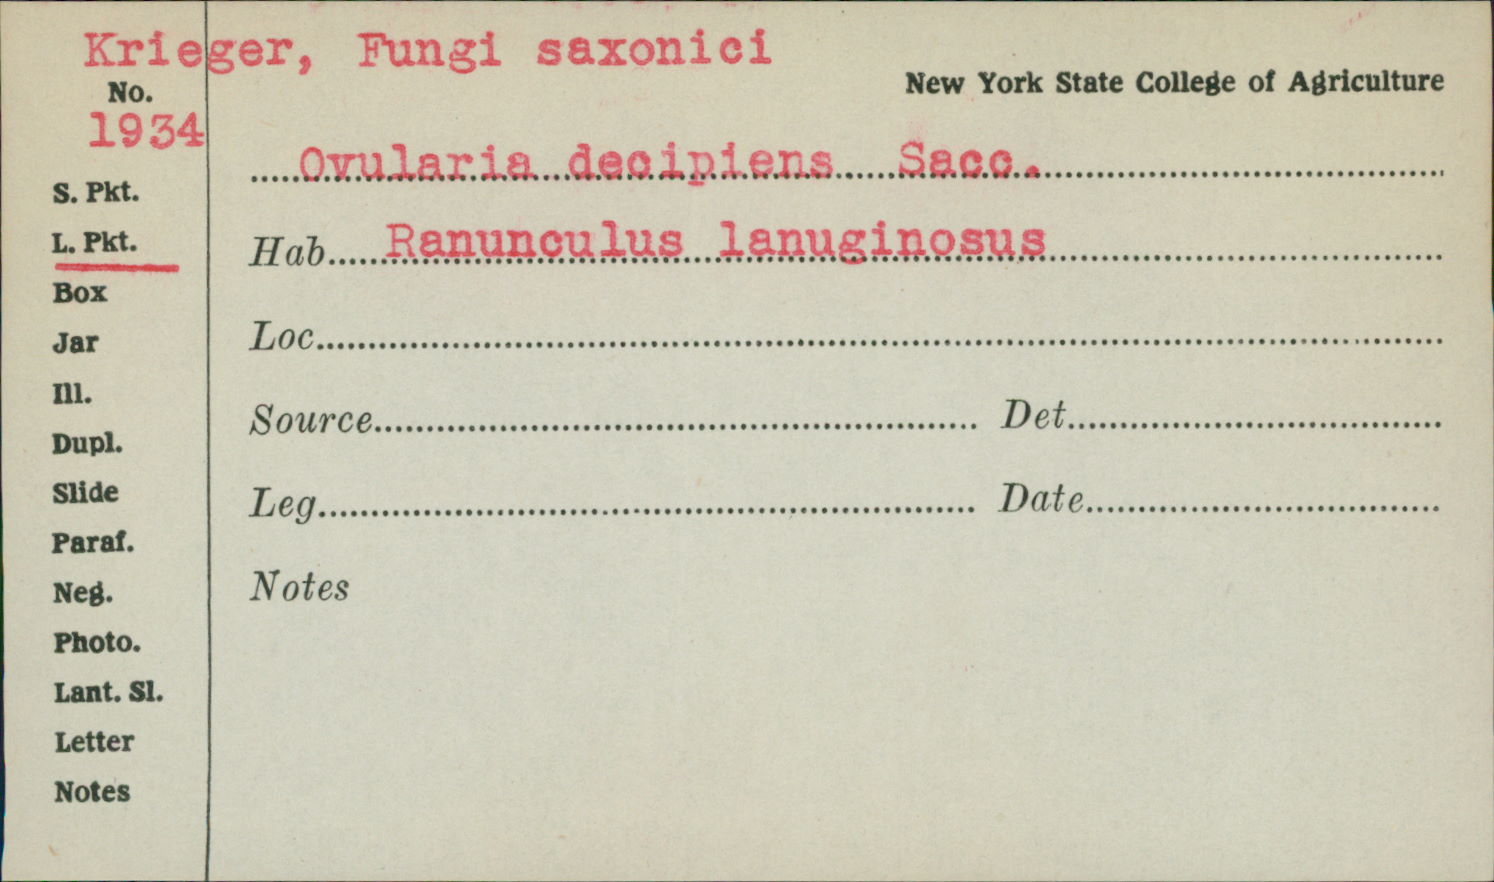 Krieger, Fungi saxonici
New York State College of Agriculture
No.
1934
Ovularia decipiens Sacc.
S. Pkt.
L. Pkt.
Hab. Ranunculus lanuginosus
Box
Jar
Loc.
Ill.
Source Det.
Dupl.
Slide
Leg. Date
Paraf.
Neg.
Notes
Photo.
Lant. Sl.
Letter
Notes